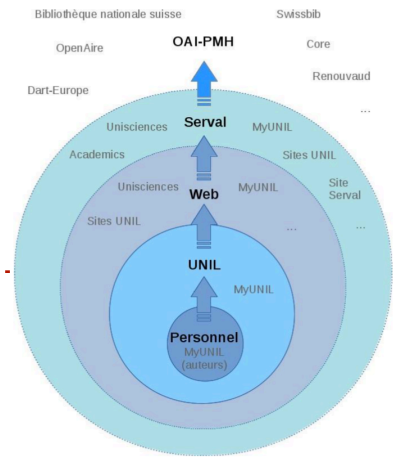 Bibliothèque nationale suisse
Swissbib
OpenAire
OAI-PMH
Core
Renouvaud
Dart-Europe
...
Unisciences
Serval
MyUNIL
Academics
Sites UNIL
Unisciences
MyUNIL
Site
Serval
Web
Sites UNIL
...
...
UNIL
MyUNIL
Personnel
MyUNIL
(auteurs)